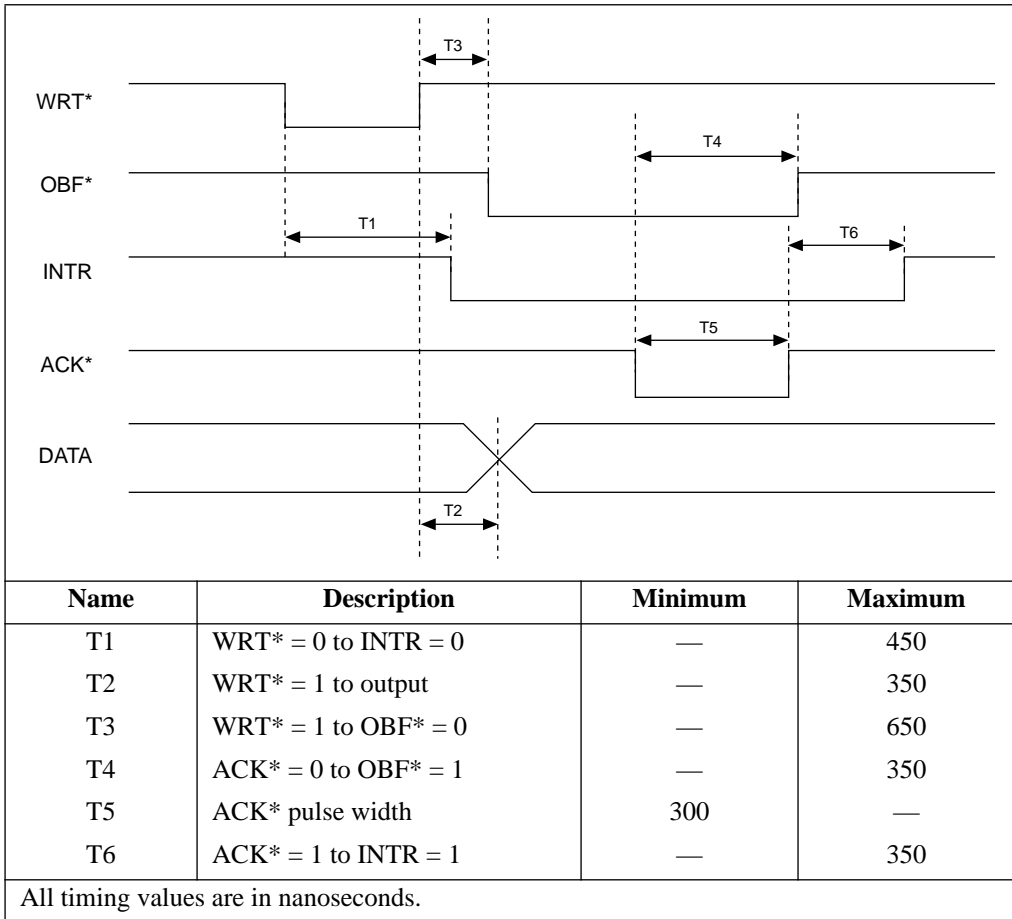 T3
WRT*
T4
OBF*
T1
T6
INTR
T5
ACK*
DATA
T2
Name Description Minimum Maximum
T1 WRT* = 0 to INTR = 0 — 450
T2 WRT* = 1 to output — 350
T3 WRT* = 1 to OBF* = 0 — 650
T4 ACK* = 0 to OBF* = 1 — 350
T5 ACK* pulse width 300 —
T6 ACK* = 1 to INTR = 1 — 350
All timing values are in nanoseconds.